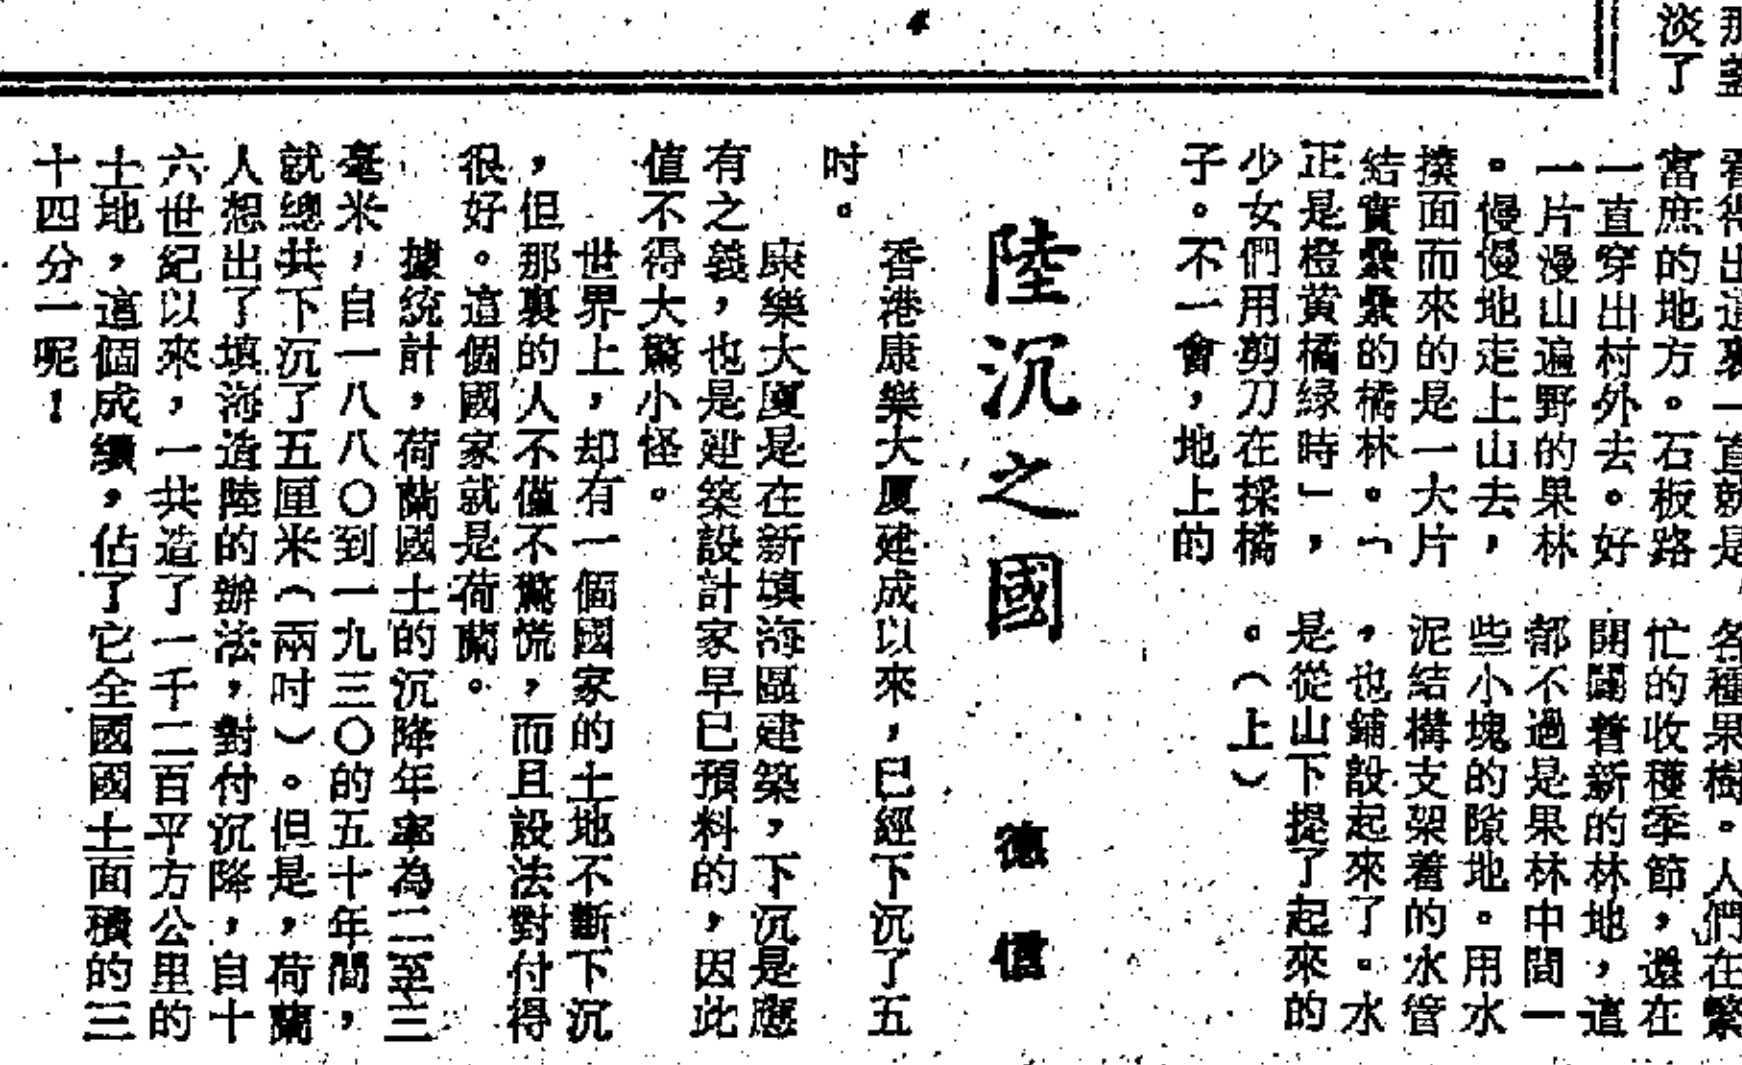 淡了
看得出這裏一直就是
富庶的地方。石板路
一直穿出村外去。好
一片漫山遍野的果林
。慢慢地走上山去，
撲面而來的是一大片
結實纍纍的橘林。「
正是橙黃橘绿時」，
少女們用剪刀在採橘
子。不一會，地上的
各種果樹。人們在繁
忙的收穫季節，還在
開闢着新的林地，這
都不過是果林中間一
些小塊的隙地。用水
泥結構支架着的水管
，也鋪設起來了。水
是從山下提了起來的
。（上）
陸沉之國
德信
香港康樂大厦建成以來，已經下沉了五
吋。
康樂大厦是在新填海區建築，下沉是應
有之義，也是建築設計家早已預料的，因此
值不得大驚小怪。
世界上，却有一個國家的土地不斷下沉
，但那裏的人不僅不驚慌，而且設法對付得
很好。這個國家就是荷蘭。
據統計，荷蘭國土的沉降年率為二至三
毫米，自一八八〇到一九三〇的五十年間，
就總共下沉了五厘米（兩吋）。但是，荷蘭
人想出了填海造陸的辦法，對付沉降，自十
六世紀以來，一共造了一千二百平方公里的
土地，這個成績，佔了它全國國土面積的三
十四分一呢！